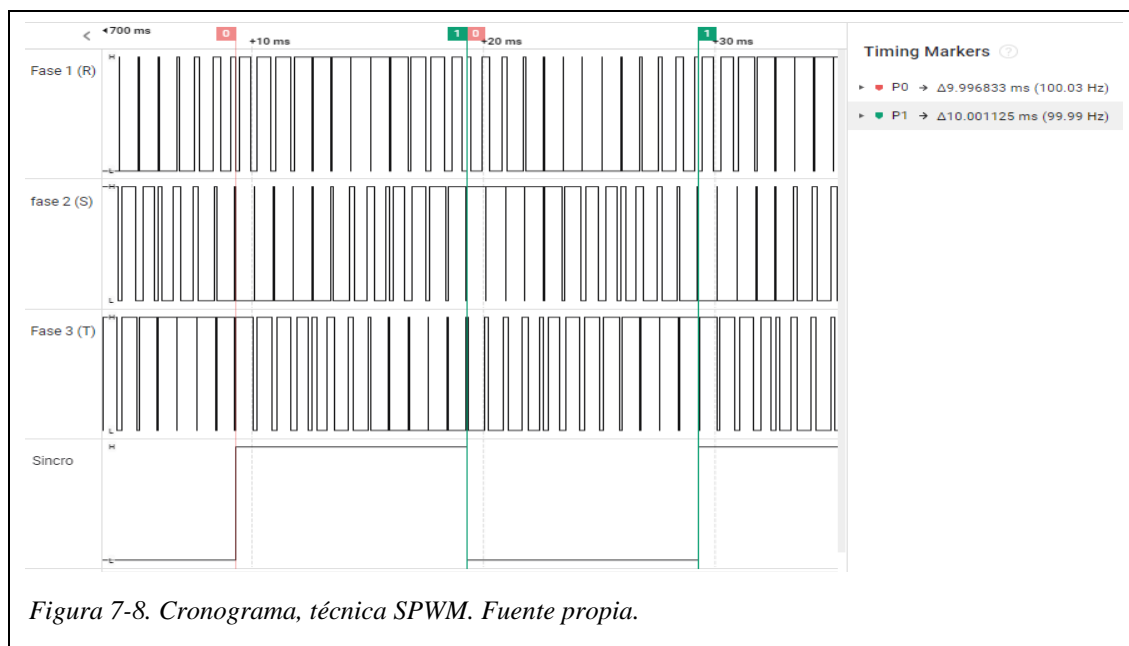 700 ms
0
+10 ms
1
0
+20 ms
1
+30 ms
Timing Markers ?
P0 → Δ9.996833 ms (100.03 Hz)
P1 → Δ10.001125 ms (99.99 Hz)
Fase 1 (R)
H
L
fase 2 (S)
H
L
Fase 3 (T)
H
L
Sincro
H
L
Figura 7-8. Cronograma, técnica SPWM. Fuente propia.